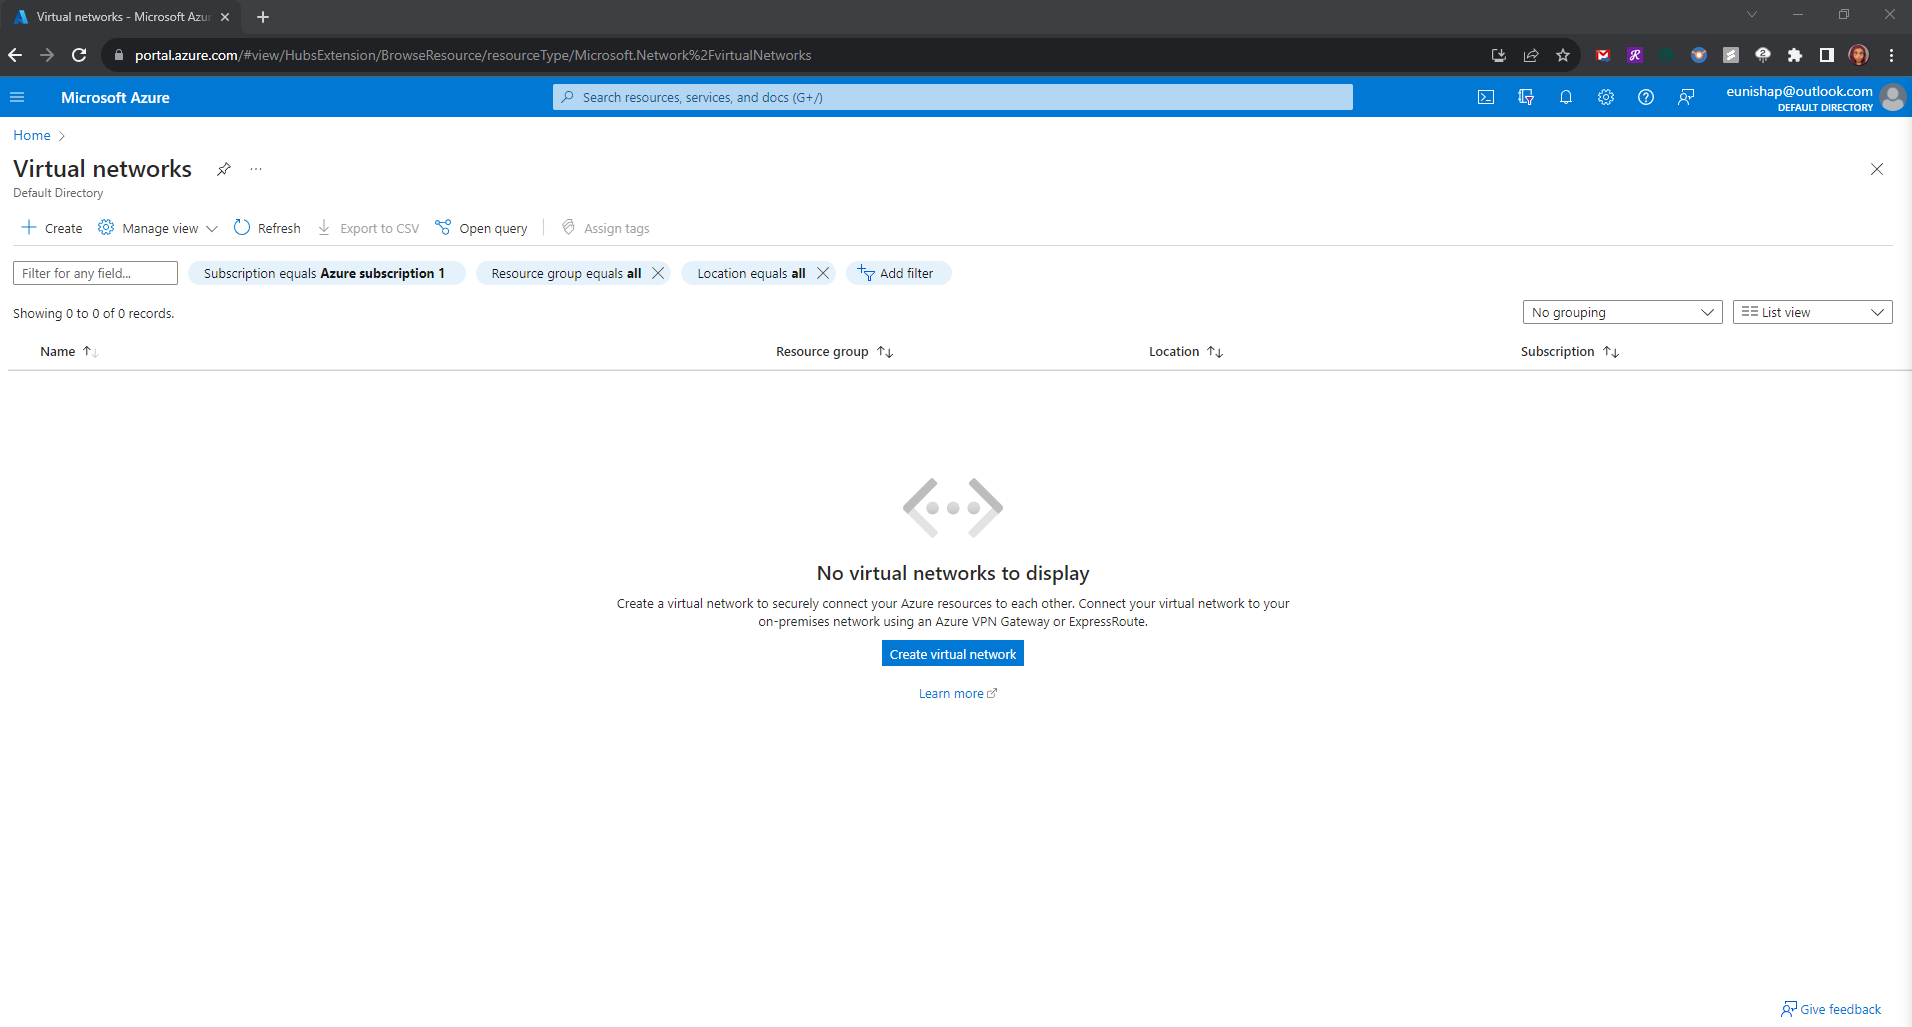 Virtual networks - Microsoft Azur
portal.azure.com/#view/HubsExtension/BrowseResource/resourceType/Microsoft.Network%2FvirtualNetworks
Microsoft Azure
Search resources, services, and docs (G+/)
eunishap@outlook.com
DEFAULT DIRECTORY
Home
Virtual networks
Default Directory
Create Manage view Refresh Export to CSV Open query Assign tags
Filter for any field... Subscription equals Azure subscription 1 Resource group equals all Location equals all Add filter
Showing 0 to 0 of 0 records. No grouping List view
Name Resource group Location Subscription
No virtual networks to display
Create a virtual network to securely connect your Azure resources to each other. Connect your virtual network to your
on-premises network using an Azure VPN Gateway or ExpressRoute.
Create virtual network
Learn more
Give feedback